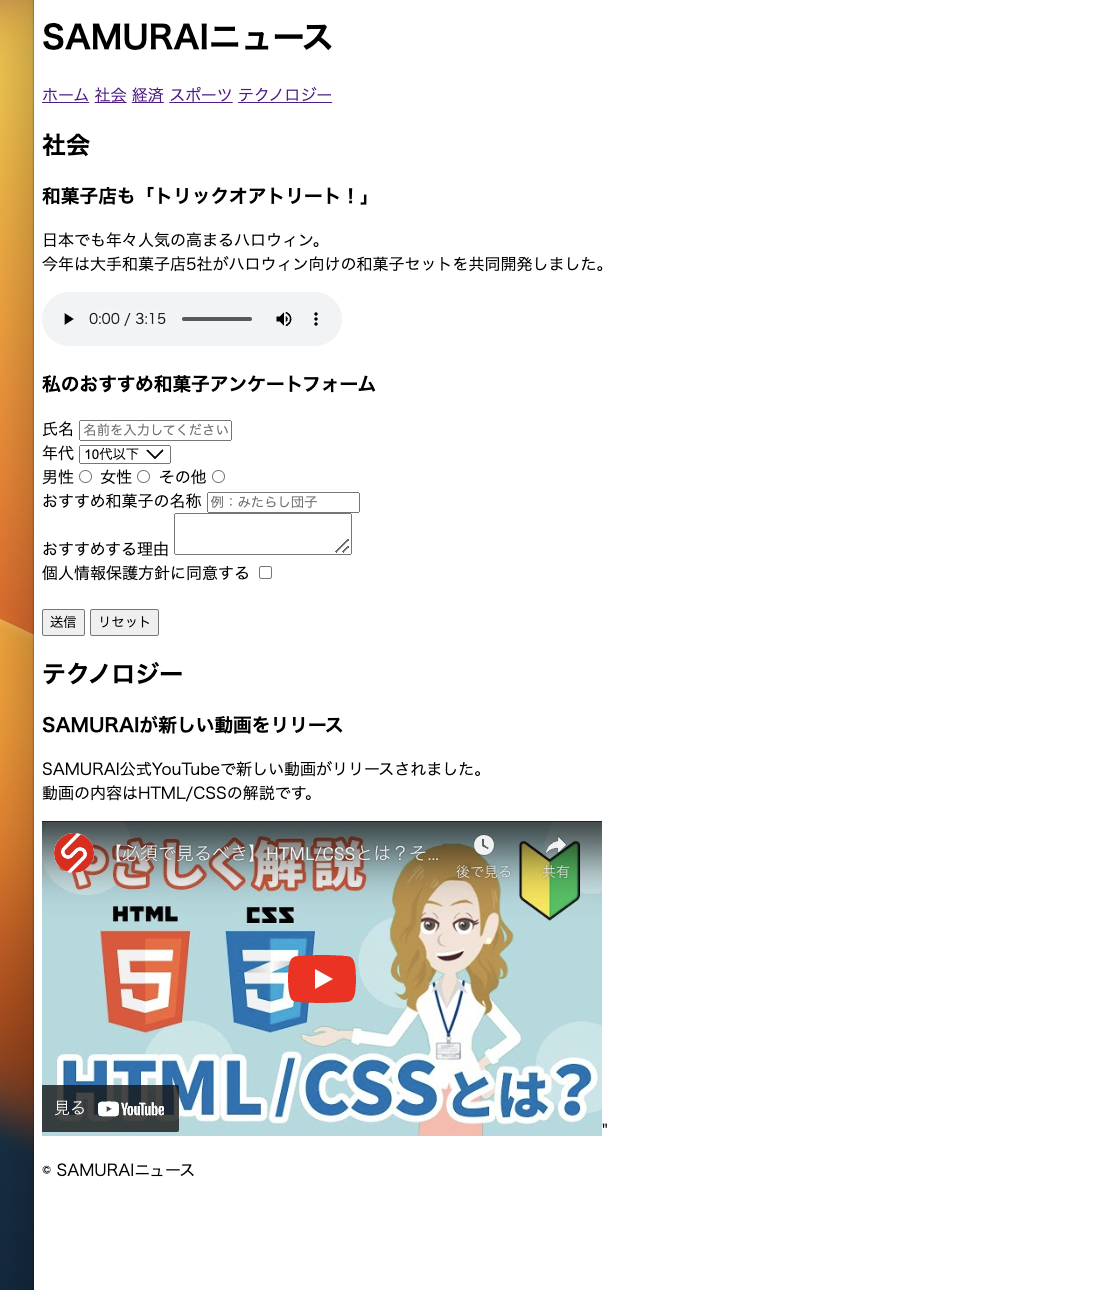 SAMURAIニュース
ホーム 社会 経済 スポーツ テクノロジー
社会
和菓子店も「トリックオアトリート！」
日本でも年々人気の高まるハロウィン。
今年は大手和菓子店5社がハロウィン向けの和菓子セットを共同開発しました。
0:00 / 3:15
私のおすすめ和菓子アンケートフォーム
氏名 名前を入力してください
年代 10代以下
男性 女性 その他
おすすめ和菓子の名称 例：みたらし団子
おすすめする理由
個人情報保護方針に同意する
送信 リセット
テクノロジー
SAMURAIが新しい動画をリリース
SAMURAI公式YouTubeで新しい動画がリリースされました。
動画の内容はHTML/CSSの解説です。
【必須で見るべき】HTML/CSSとは？そ...
後で見る 共有
やさしく解説
HTML CSS
5 3
HTML/CSSとは?
見る YouTube
"
© SAMURAIニュース